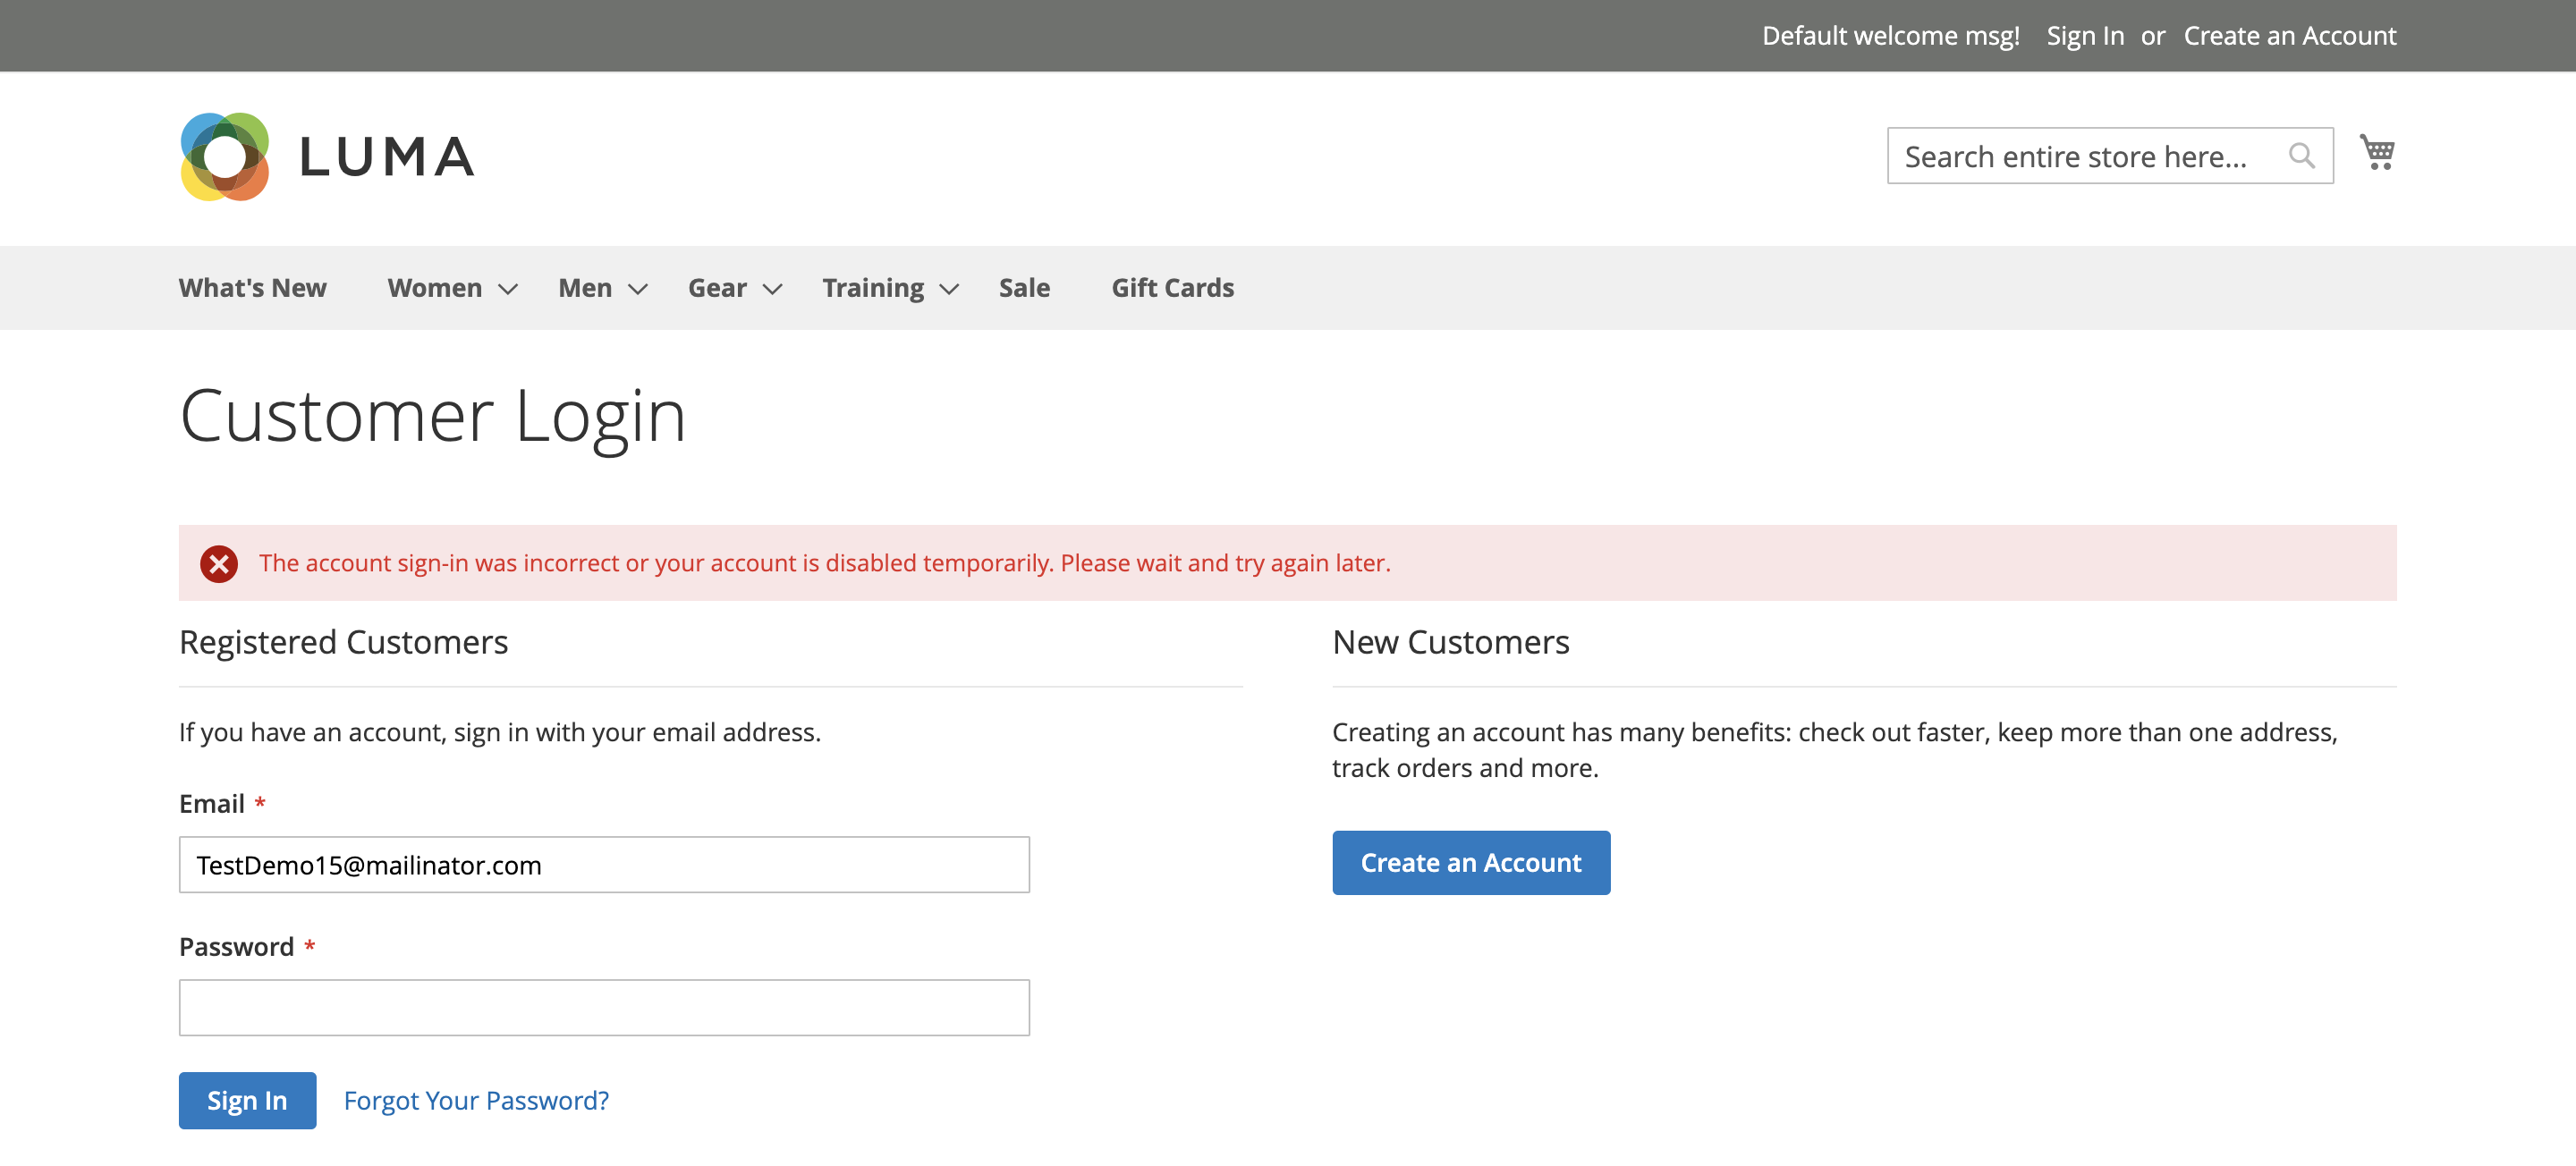 Default welcome msg! Sign In or Create an Account
LUMA
Search entire store here...
What's New Women Men Gear Training Sale Gift Cards
Customer Login
The account sign-in was incorrect or your account is disabled temporarily. Please wait and try again later.
Registered Customers
If you have an account, sign in with your email address.
Email *
TestDemo15@mailinator.com
Password *
Sign In Forgot Your Password?
New Customers
Creating an account has many benefits: check out faster, keep more than one address,
track orders and more.
Create an Account